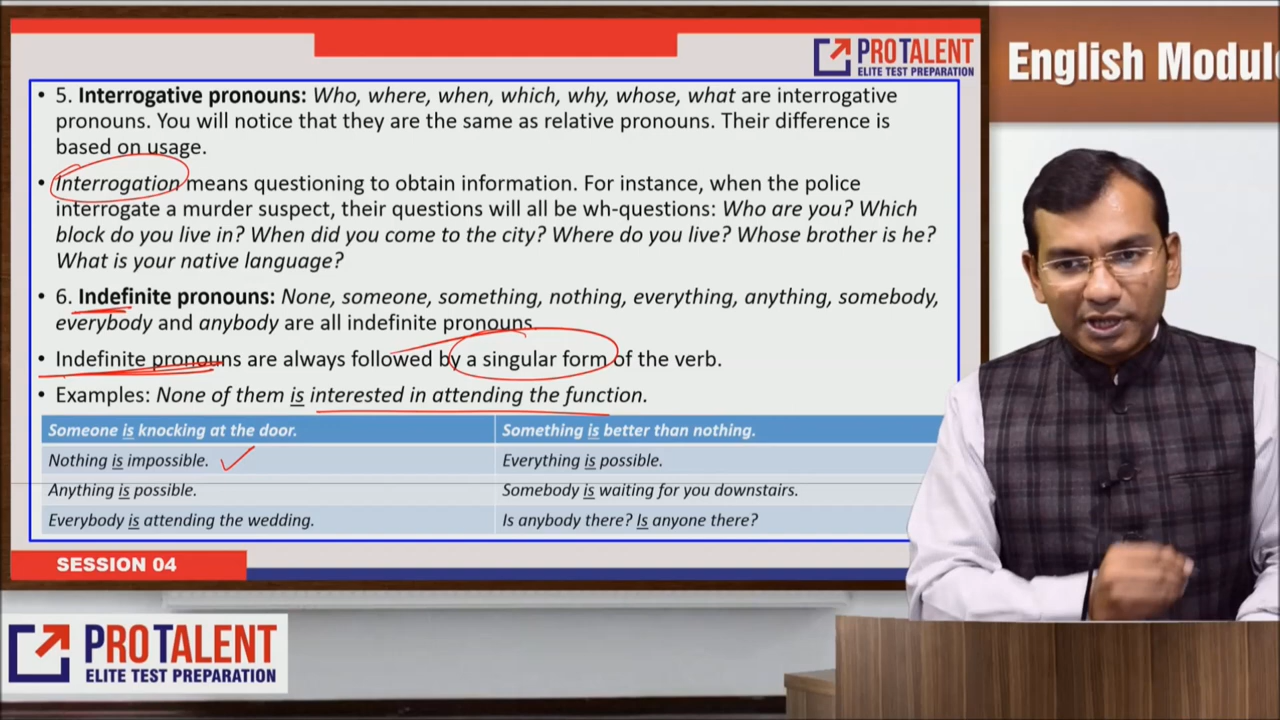 PROTALENT
ELITE TEST PREPARATION
English Module
• 5. Interrogative pronouns: Who, where, when, which, why, whose, what are interrogative
pronouns. You will notice that they are the same as relative pronouns. Their difference is
based on usage.
• Interrogation means questioning to obtain information. For instance, when the police
interrogate a murder suspect, their questions will all be wh-questions: Who are you? Which
block do you live in? When did you come to the city? Where do you live? Whose brother is he?
What is your native language?
• 6. Indefinite pronouns: None, someone, something, nothing, everything, anything, somebody,
everybody and anybody are all indefinite pronouns.
• Indefinite pronouns are always followed by a singular form of the verb.
• Examples: None of them is interested in attending the function.
Someone is knocking at the door. Something is better than nothing.
Nothing is impossible. Everything is possible.
Anything is possible. Somebody is waiting for you downstairs.
Everybody is attending the wedding. Is anybody there? Is anyone there?
SESSION 04
PROTALENT
ELITE TEST PREPARATION